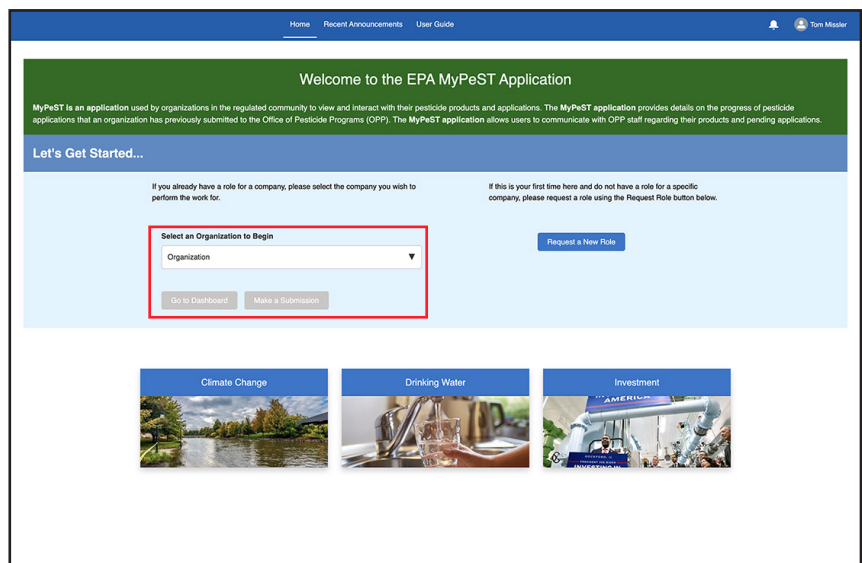 Home Recent Announcements User Guide Tom Missler
Welcome to the EPA MyPeST Application
MyPeST is an application used by organizations in the regulated community to view and interact with their pesticide products and applications. The MyPeST application provides details on the progress of pesticide
applications that an organization has previously submitted to the Office of Pesticide Programs (OPP). The MyPeST application allows users to communicate with OPP staff regarding their products and pending applications.
Let's Get Started...
If you already have a role for a company, please select the company you wish to
perform the work for.
If this is your first time here and do not have a role for a specific
company, please request a role using the Request Role button below.
Select an Organization to Begin
Organization
Request a New Role
Go to Dashboard Make a Submission
Climate Change Drinking Water Investment
AMERICA
ROCKFORD, IL
PRESIDENT JOE BIDEN
INVESTING IN